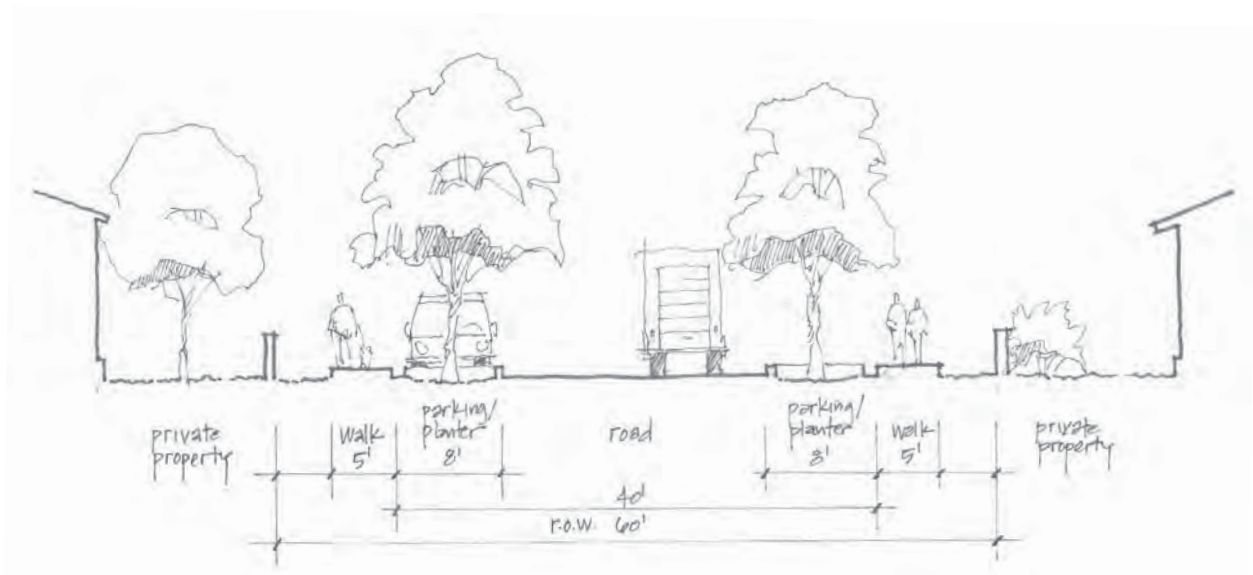 private
property
walk
5'
parking/
planter
8'
road
parking/
planter
8'
walk
5'
private
property
40'
r.o.w. 60'